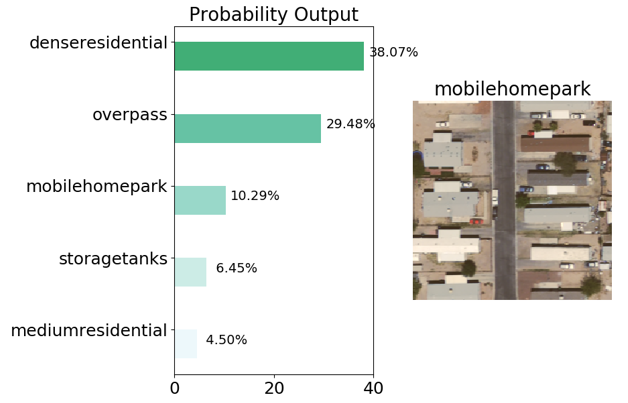 Probability Output
denseresidential
38.07%
overpass
29.48%
mobilehomepark
10.29%
storagetanks
6.45%
mediumresidential
4.50%
0
20
40
mobilehomepark